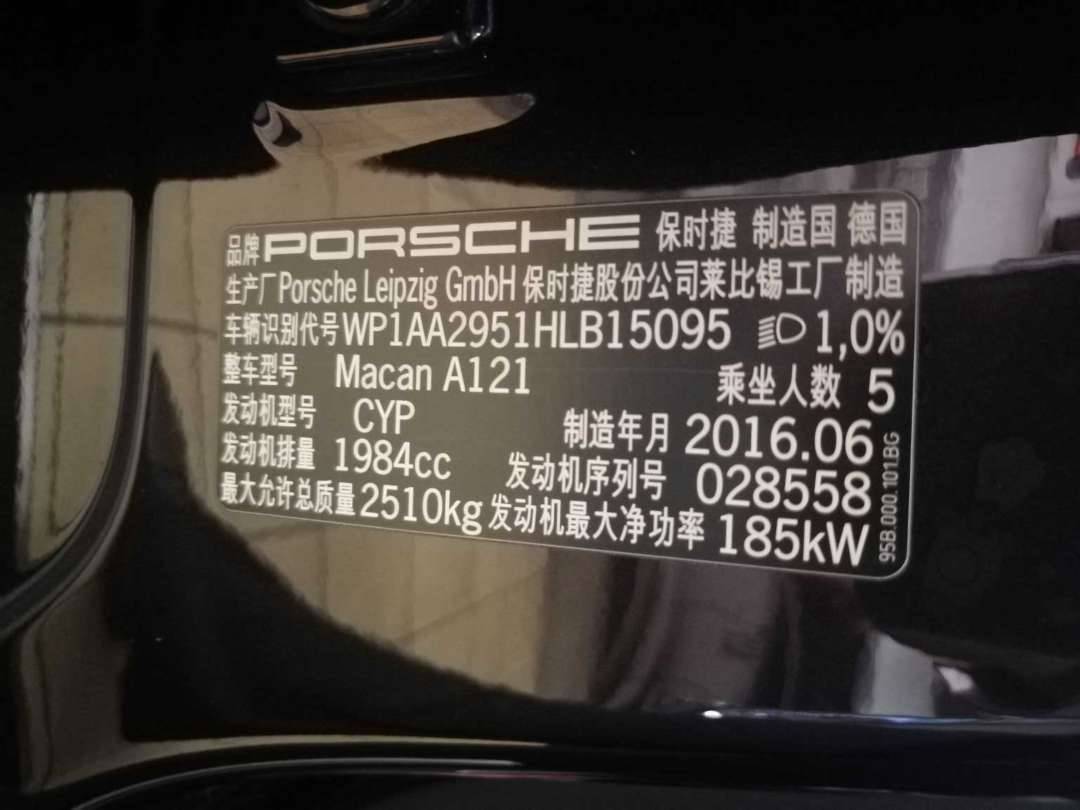 品牌 PORSCHE 保时捷 制造国 德国
生产厂 Porsche Leipzig GmbH 保时捷股份公司莱比锡工厂制造
车辆识别代号 WP1AA2951HLB15095 1,0%
整车型号 Macan A121 乘坐人数 5
发动机型号 CYP 制造年月 2016.06
发动机排量 1984cc 发动机序列号 028558
最大允许总质量 2510kg 发动机最大净功率 185kW
95B.000.101.BG